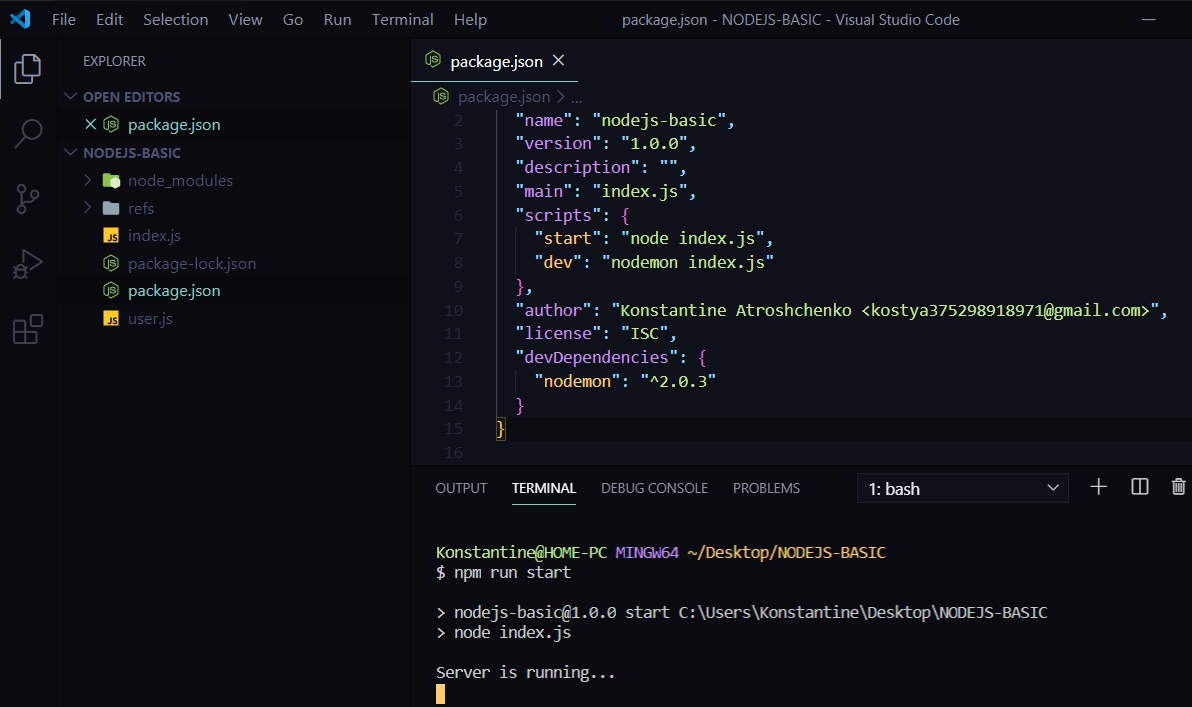 File Edit Selection View Go Run Terminal Help package.json - NODEJS-BASIC - Visual Studio Code
EXPLORER
OPEN EDITORS
package.json
NODEJS-BASIC
node_modules
refs
index.js
package-lock.json
package.json
user.js
package.json
package.json > ...
2 "name": "nodejs-basic",
3 "version": "1.0.0",
4 "description": "",
5 "main": "index.js",
6 "scripts": {
7 "start": "node index.js",
8 "dev": "nodemon index.js"
9 },
10 "author": "Konstantine Atroshchenko <kostya375298918971@gmail.com>",
11 "license": "ISC",
12 "devDependencies": {
13 "nodemon": "^2.0.3"
14 }
15 }
16
OUTPUT TERMINAL DEBUG CONSOLE PROBLEMS 1: bash
Konstantine@HOME-PC MINGW64 ~/Desktop/NODEJS-BASIC
$ npm run start
> nodejs-basic@1.0.0 start C:\Users\Konstantine\Desktop\NODEJS-BASIC
> node index.js
Server is running...